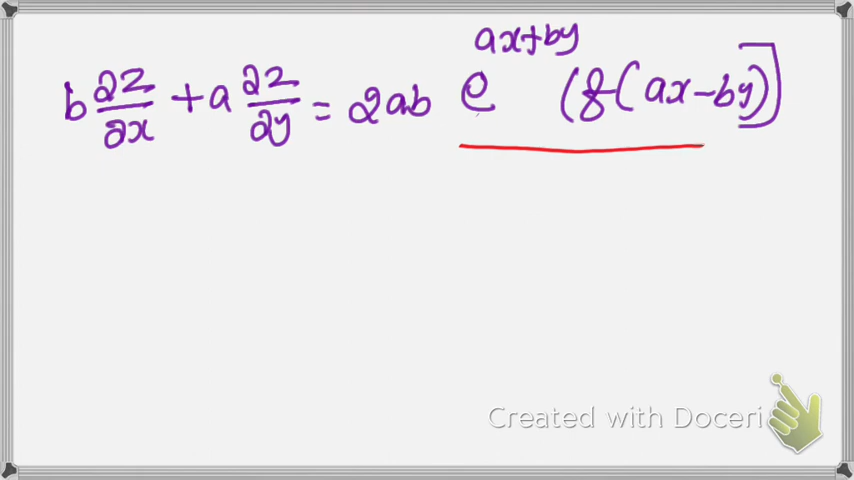 b ∂z/∂x + a ∂z/∂y = 2ab e^{ax+by} (f(ax-by))]
Created with Doceri